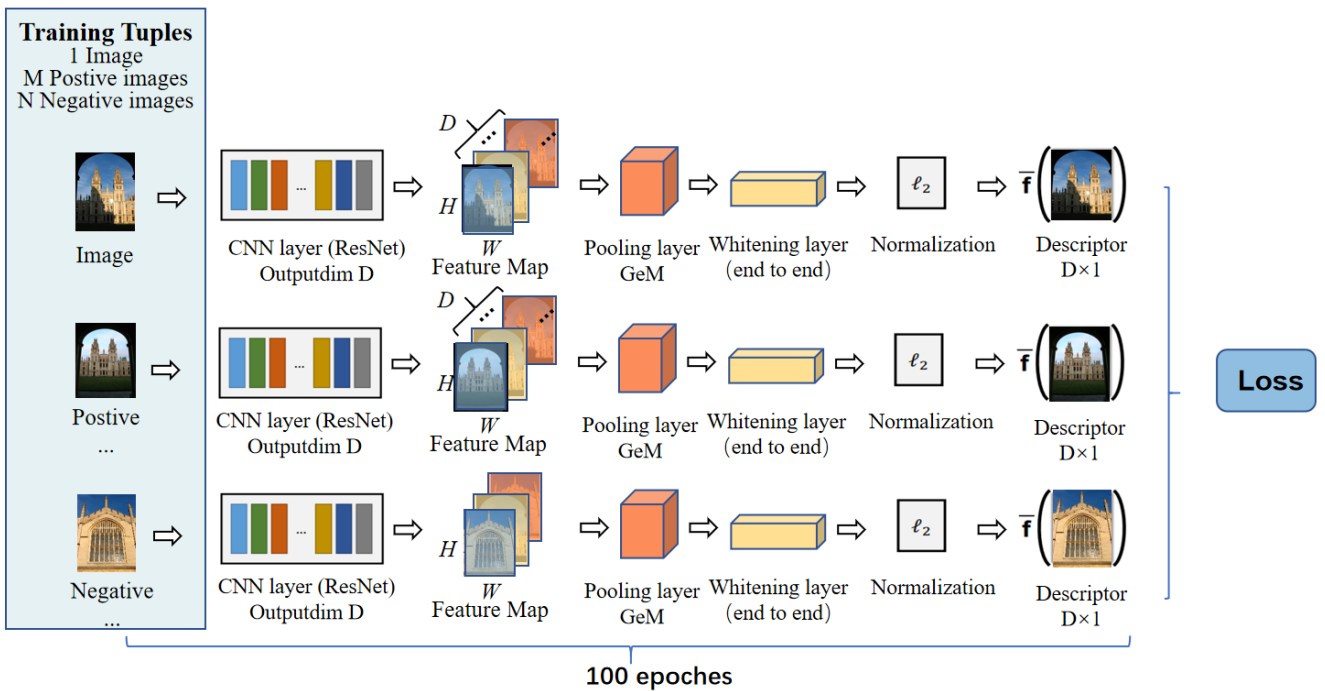 Training Tuples
1 Image
M Postive images
N Negative images
Image
...
CNN layer (ResNet)
Outputdim D
D
...
...
H
W
Feature Map
Pooling layer
GeM
Whitening layer
(end to end)
ℓ2
Normalization
f̅
Descriptor
D×1
Postive
...
...
CNN layer (ResNet)
Outputdim D
D
...
...
H
W
Feature Map
Pooling layer
GeM
Whitening layer
(end to end)
ℓ2
Normalization
f̅
Descriptor
D×1
Loss
Negative
...
...
CNN layer (ResNet)
Outputdim D
H
W
Feature Map
Pooling layer
GeM
Whitening layer
(end to end)
ℓ2
Normalization
f̅
Descriptor
D×1
100 epoches